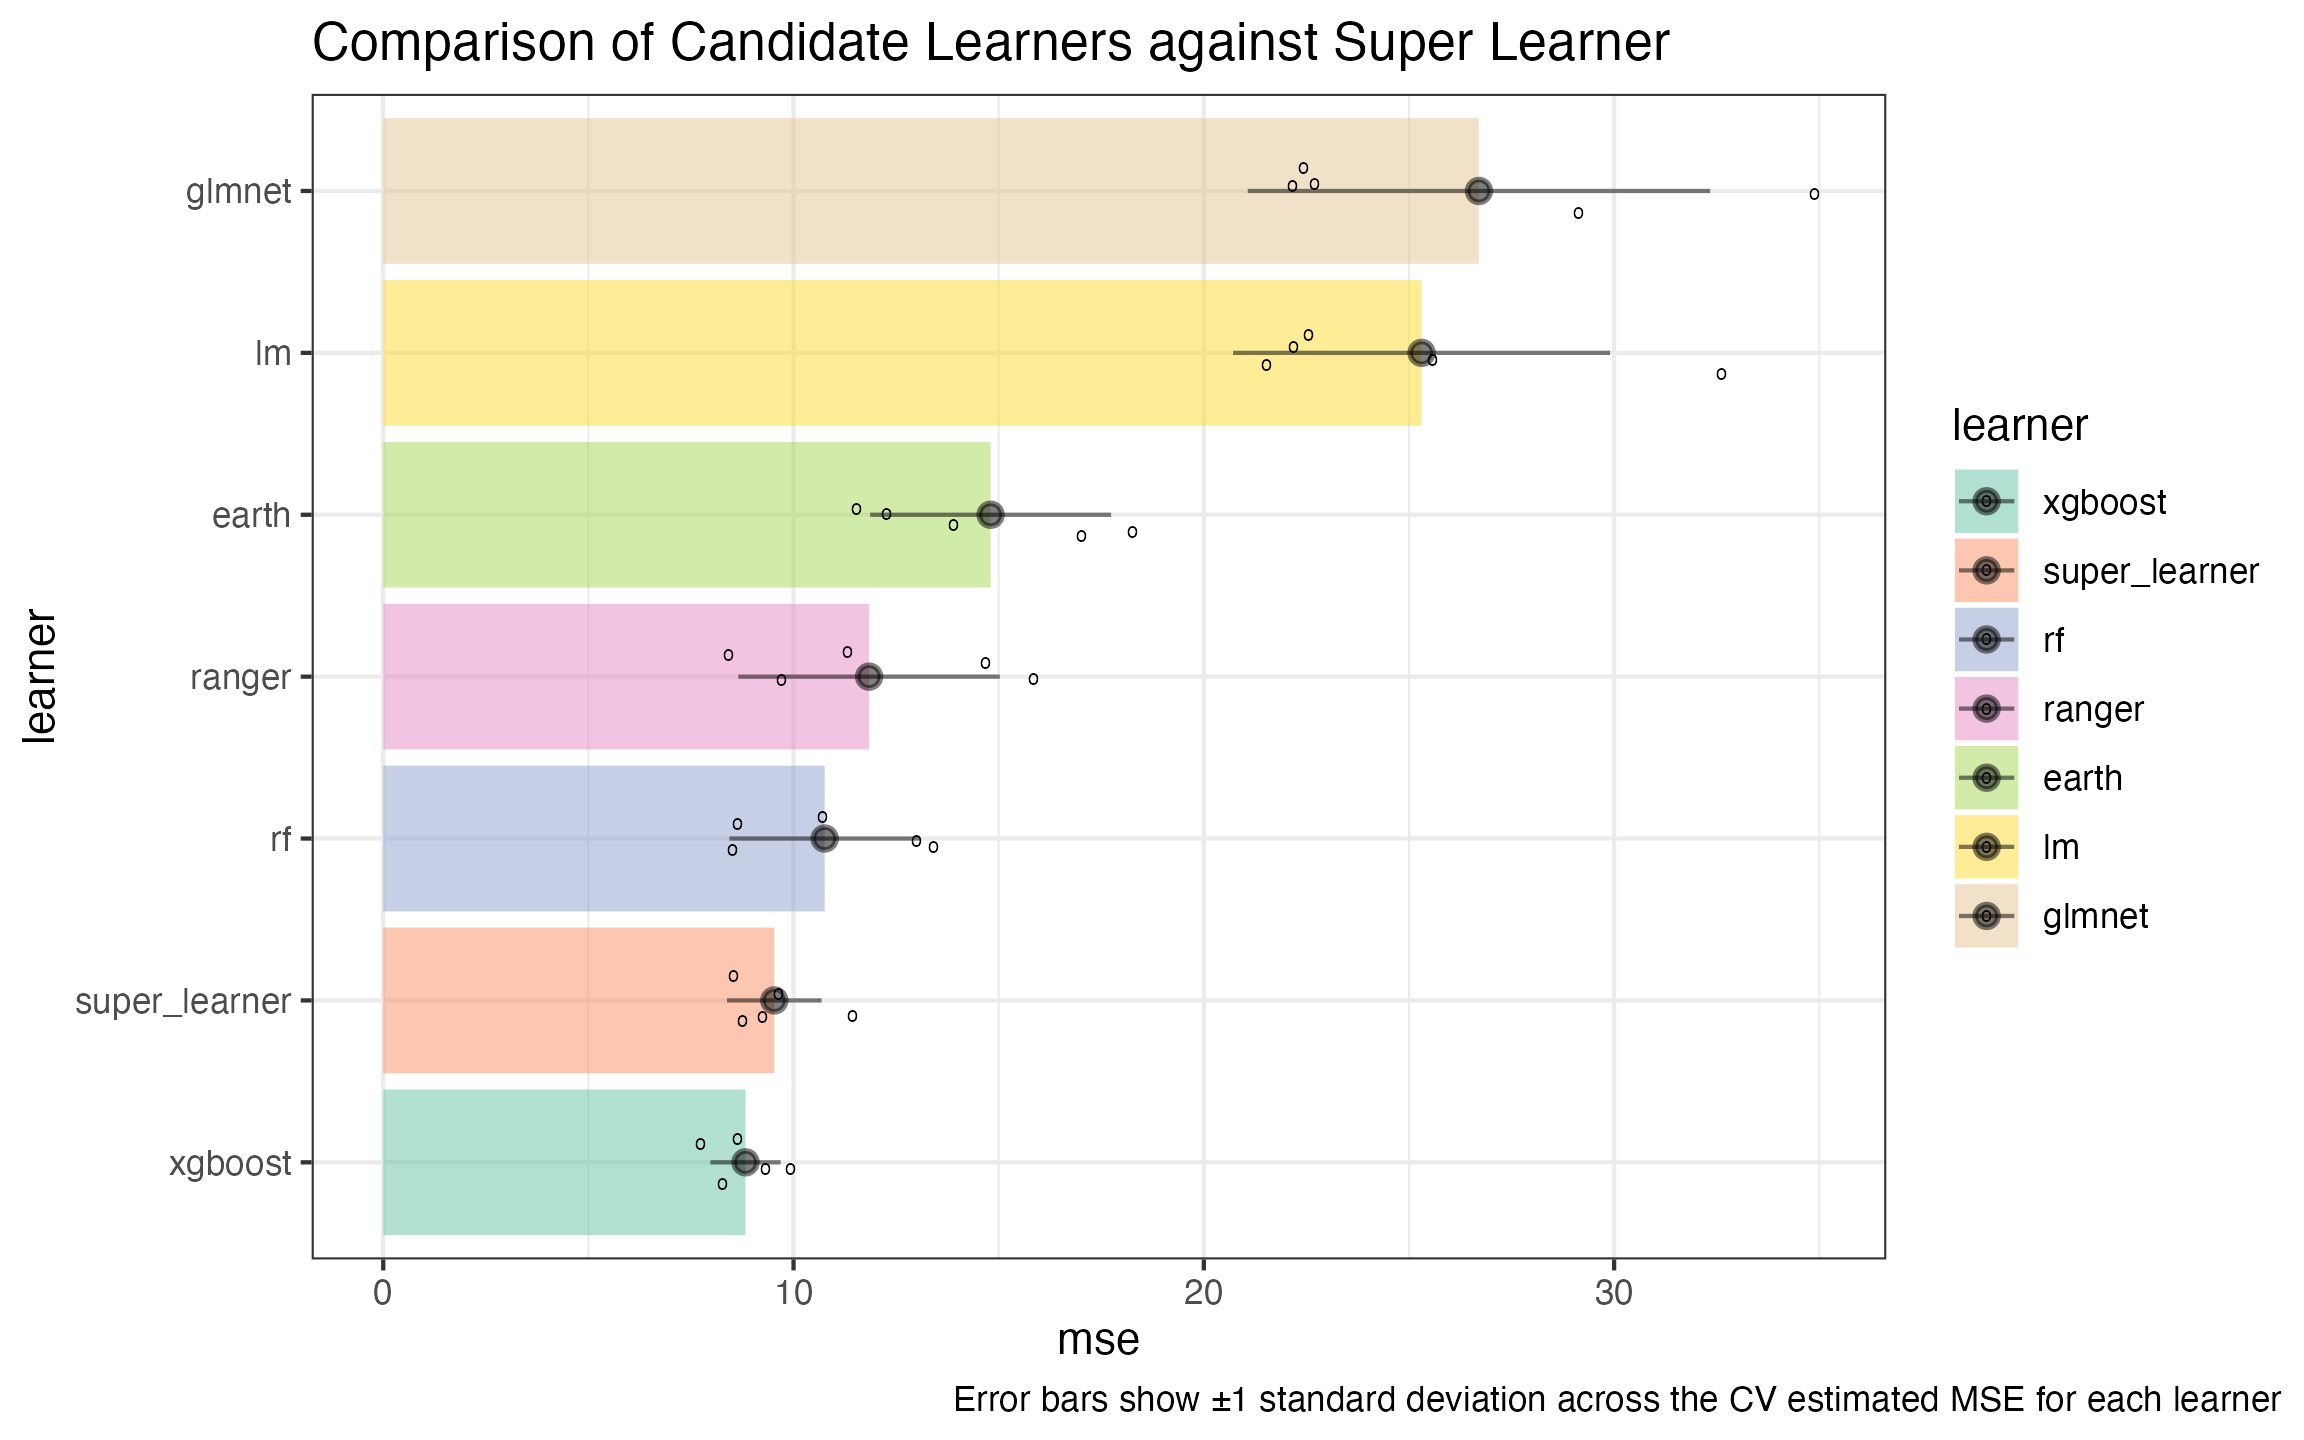 Comparison of Candidate Learners against Super Learner
learner
glmnet
lm
earth
ranger
rf
super_learner
xgboost
0 10 20 30
mse
learner
xgboost
super_learner
rf
ranger
earth
lm
glmnet
Error bars show ±1 standard deviation across the CV estimated MSE for each learner